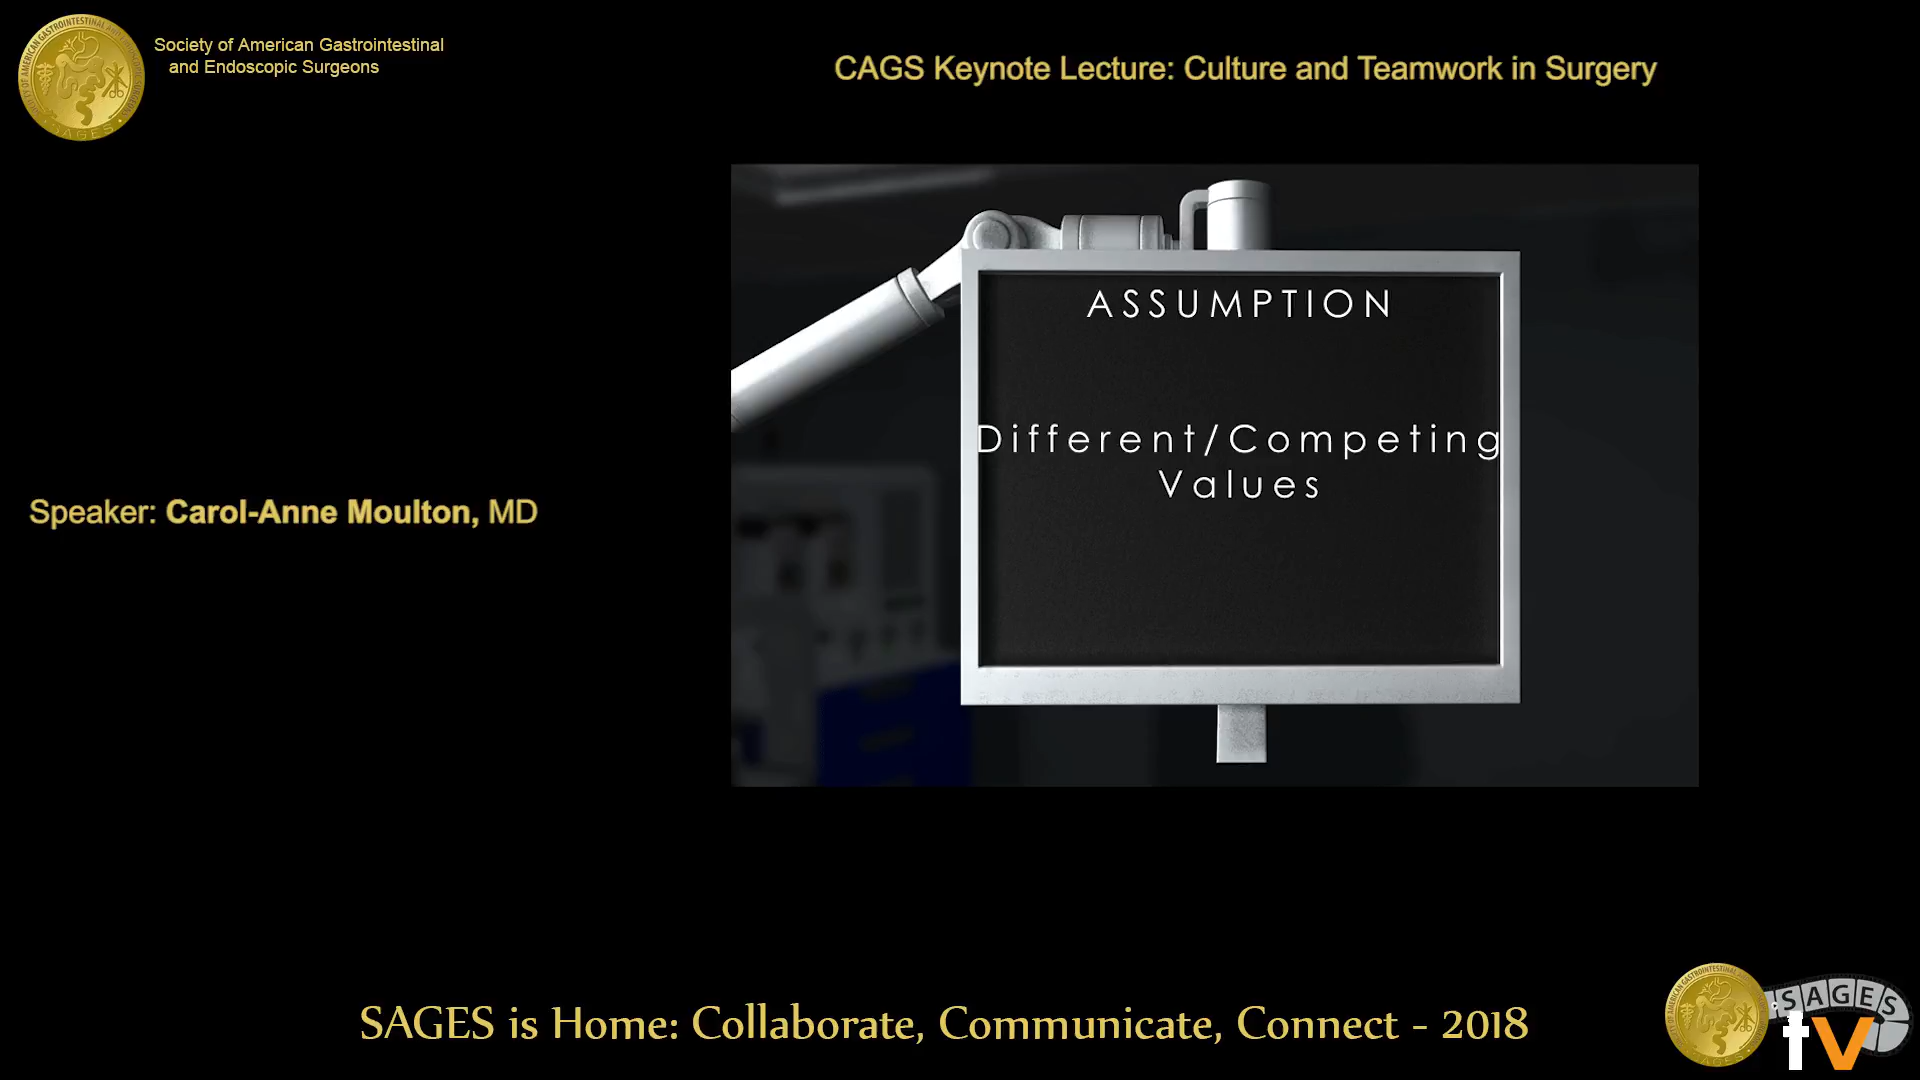 Society of American Gastrointestinal
and Endoscopic Surgeons
CAGS Keynote Lecture: Culture and Teamwork in Surgery
ASSUMPTION
Different/Competing
Values
Speaker: Carol-Anne Moulton, MD
SAGES is Home: Collaborate, Communicate, Connect - 2018
SAGES
tv